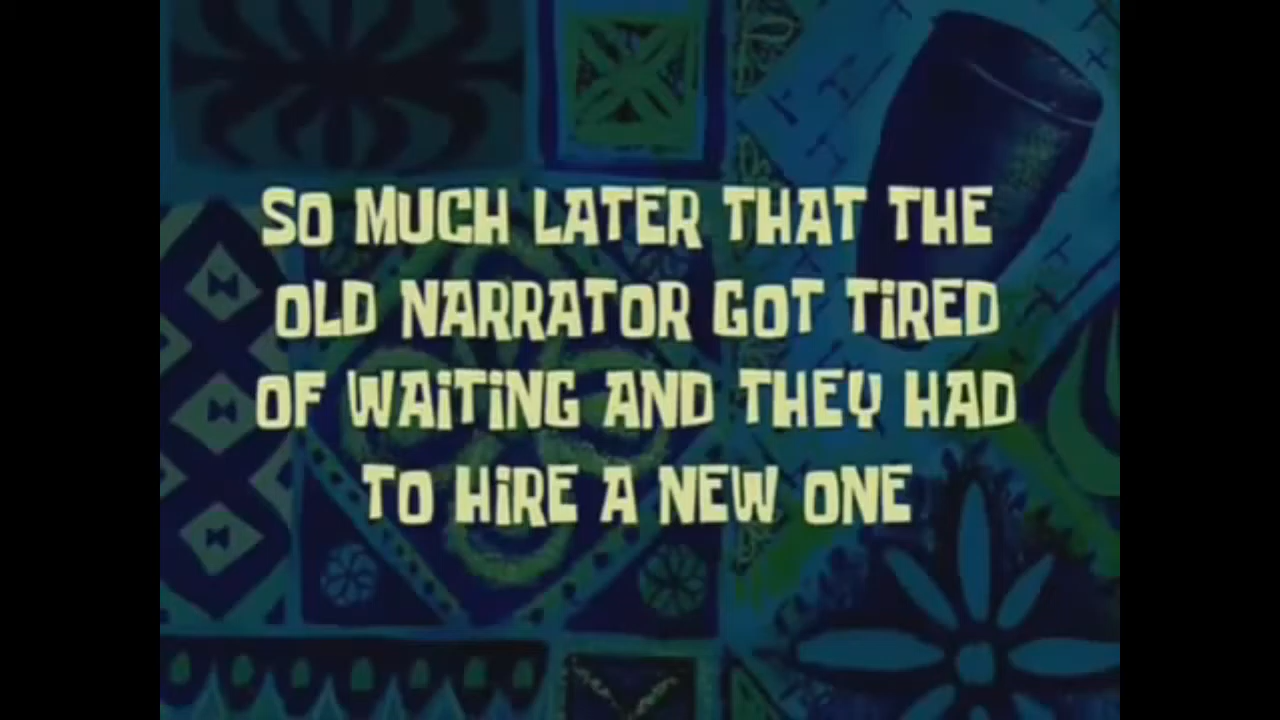 SO MUCH LATER THAT THE
OLD NARRATOR GOT TiRED
OF WAiTiNG AND THEY HAD
TO HiRE A NEW ONE